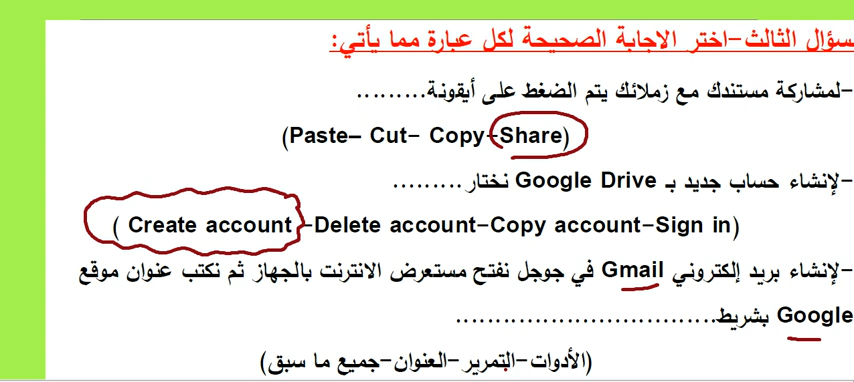 سؤال الثالث-اختر الاجابة الصحيحة لكل عبارة مما يأتي:
-لمشاركة مستندك مع زملائك يتم الضغط على أيقونة.........
(Paste– Cut– Copy–Share)
-لإنشاء حساب جديد بـ Google Drive نختار.........
( Create account –Delete account–Copy account–Sign in)
-لإنشاء بريد إلكتروني Gmail في جوجل نفتح مستعرض الانترنت بالجهاز ثم نكتب عنوان موقع
Google بشريط.................................
(الأدوات-التمرير-العنوان-جميع ما سبق)